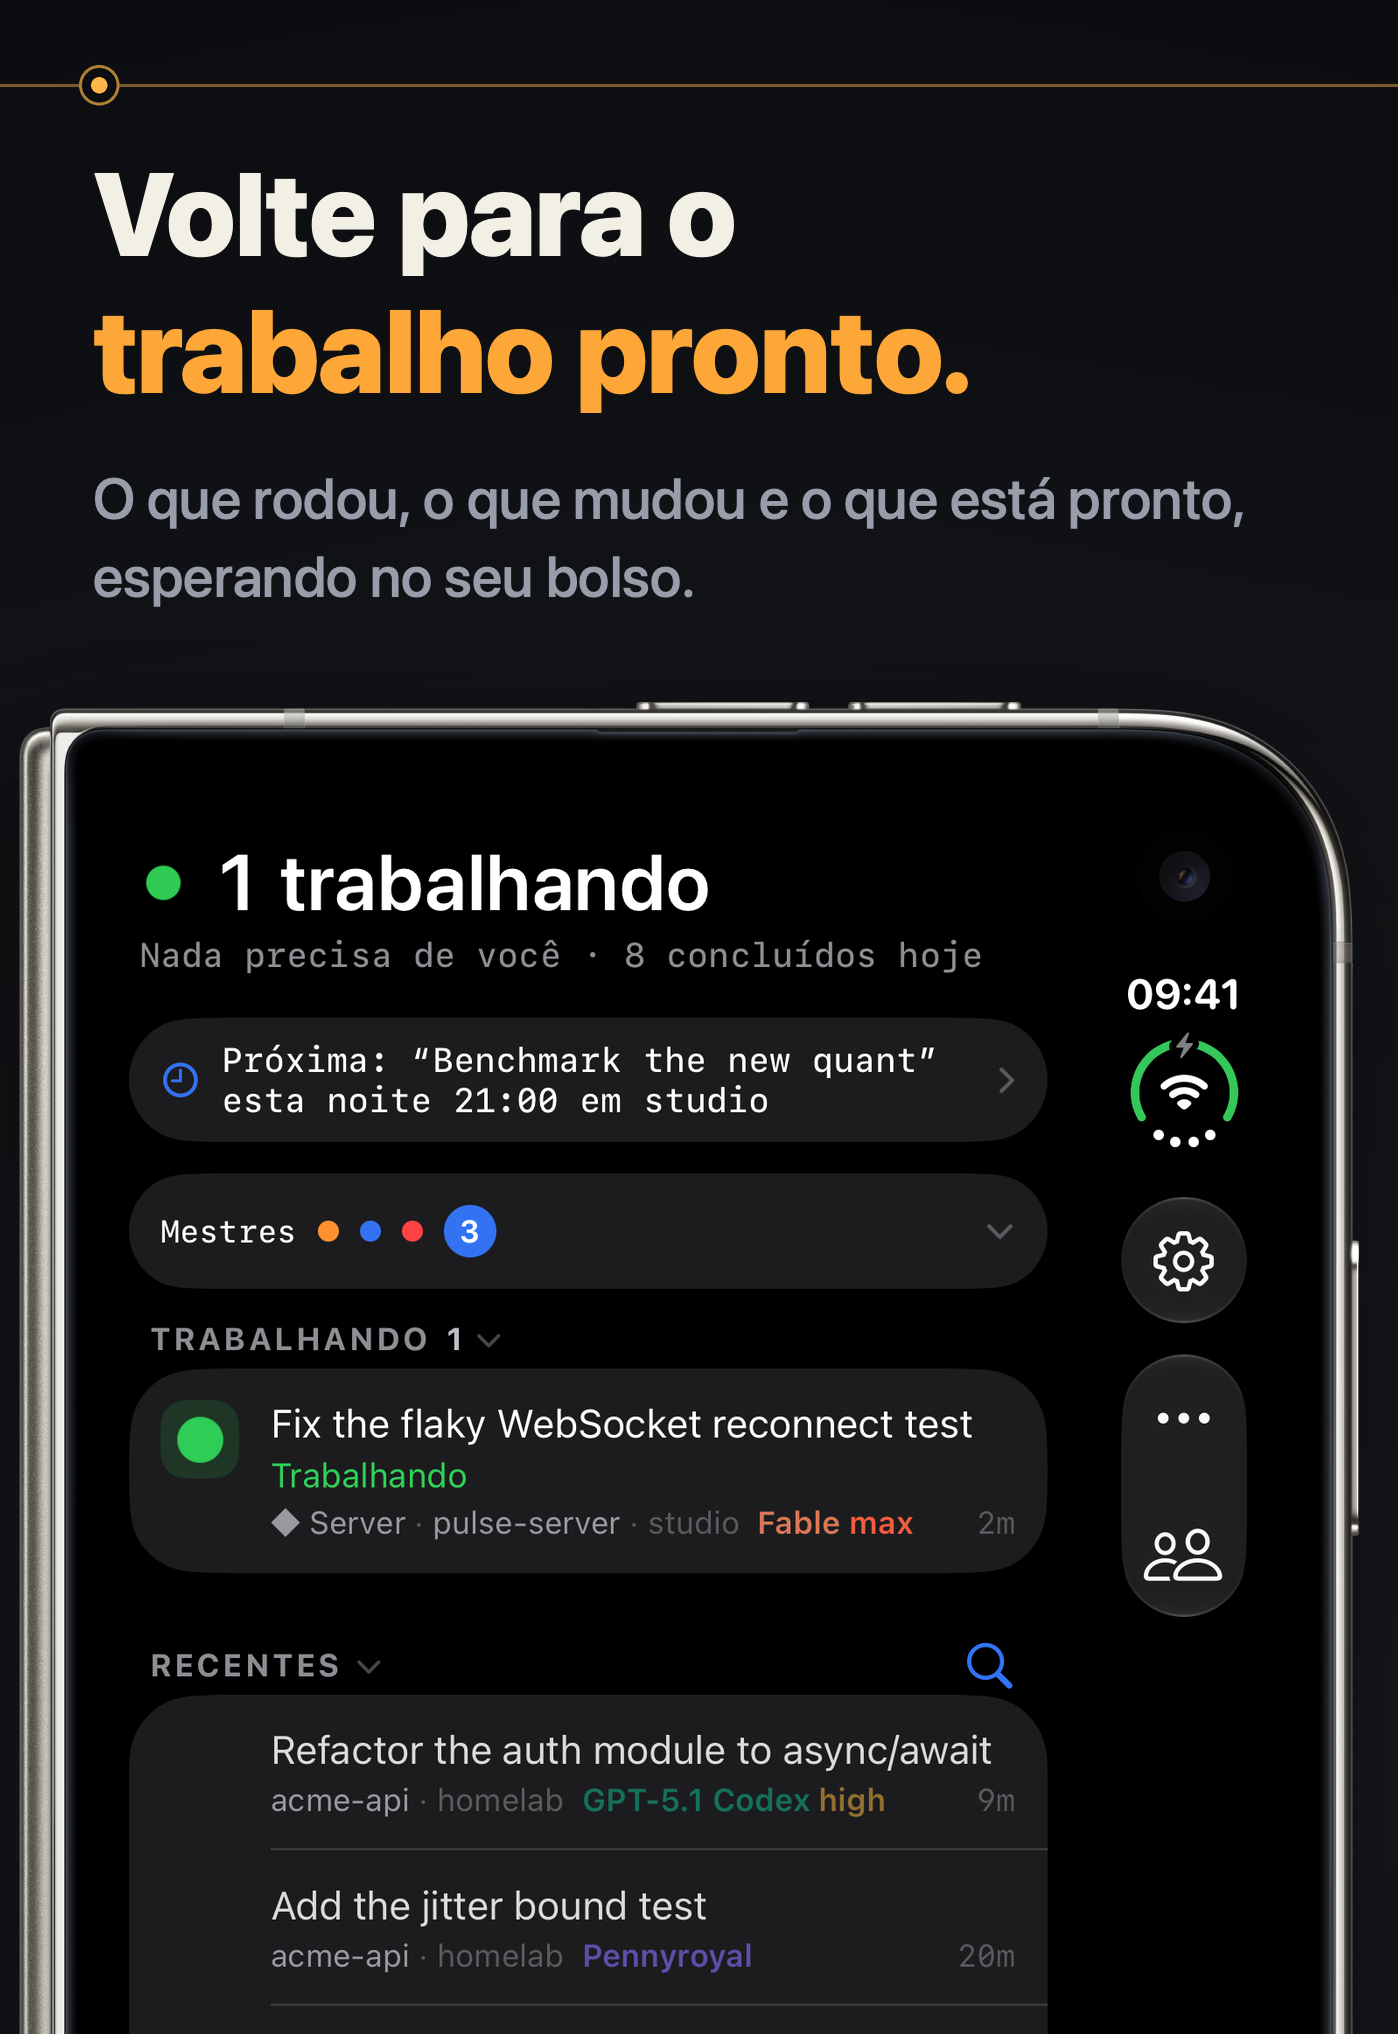 Volte para o
trabalho pronto.
O que rodou, o que mudou e o que está pronto,
esperando no seu bolso.
1 trabalhando
Nada precisa de você · 8 concluídos hoje
09:41
Próxima: “Benchmark the new quant”
esta noite 21:00 em studio
Mestres 3
TRABALHANDO 1
Fix the flaky WebSocket reconnect test
Trabalhando
Server · pulse-server · studio Fable max 2m
RECENTES
Refactor the auth module to async/await
acme-api · homelab GPT-5.1 Codex high 9m
Add the jitter bound test
acme-api · homelab Pennyroyal 20m